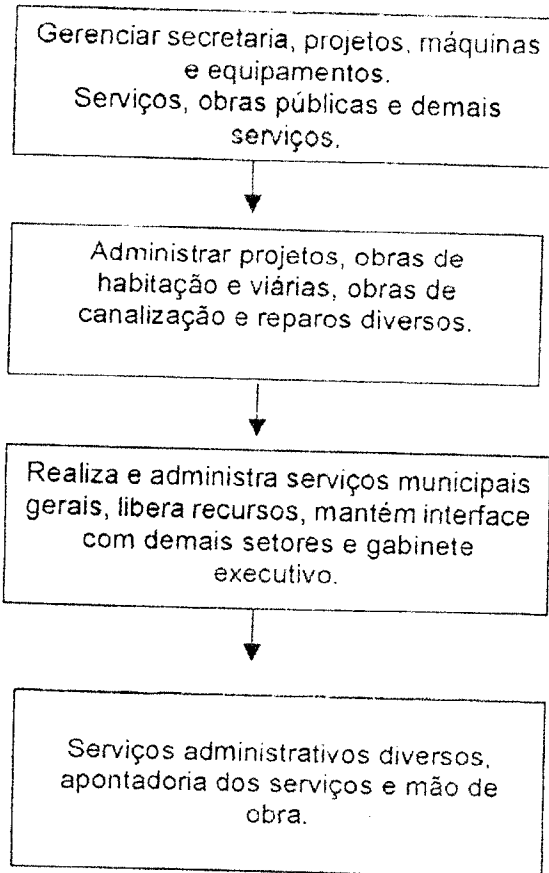 Gerenciar secretaria, projetos, máquinas
e equipamentos.
Serviços, obras públicas e demais
serviços.
Administrar projetos, obras de
habitação e viárias, obras de
canalização e reparos diversos.
Realiza e administra serviços municipais
gerais, libera recursos, mantém interface
com demais setores e gabinete
executivo.
Serviços administrativos diversos,
apontadoria dos serviços e mão de
obra.